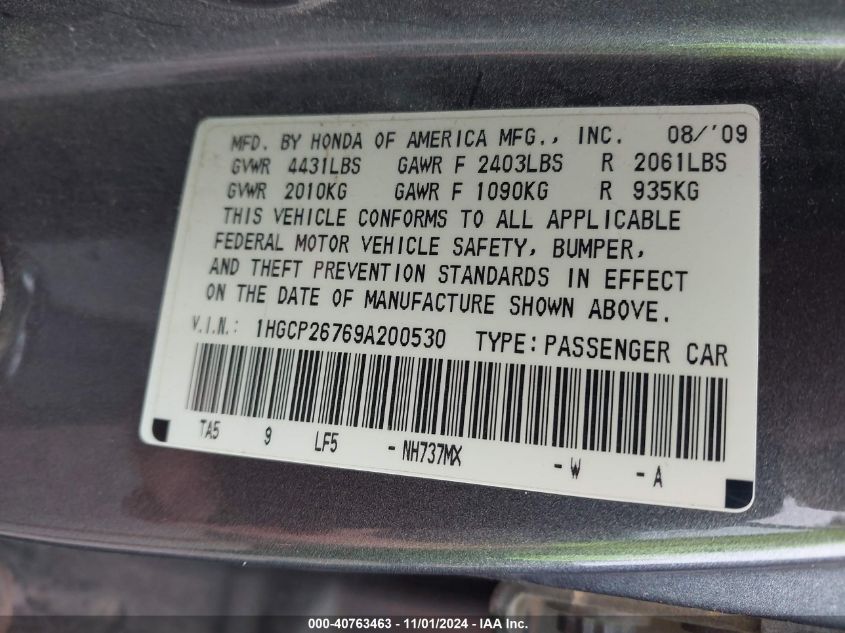 MFD. BY HONDA OF AMERICA MFG., INC. 08/'09
GVWR 4431LBS GAWR F 2403LBS R 2061LBS
GVWR 2010KG GAWR F 1090KG R 935KG
THIS VEHICLE CONFORMS TO ALL APPLICABLE
FEDERAL MOTOR VEHICLE SAFETY, BUMPER,
AND THEFT PREVENTION STANDARDS IN EFFECT
ON THE DATE OF MANUFACTURE SHOWN ABOVE.
V.I.N.: 1HGCP26769A200530 TYPE: PASSENGER CAR
TA5 9 LF5 - NH737MX - W - A
000-40763463 - 11/01/2024 - IAA Inc.